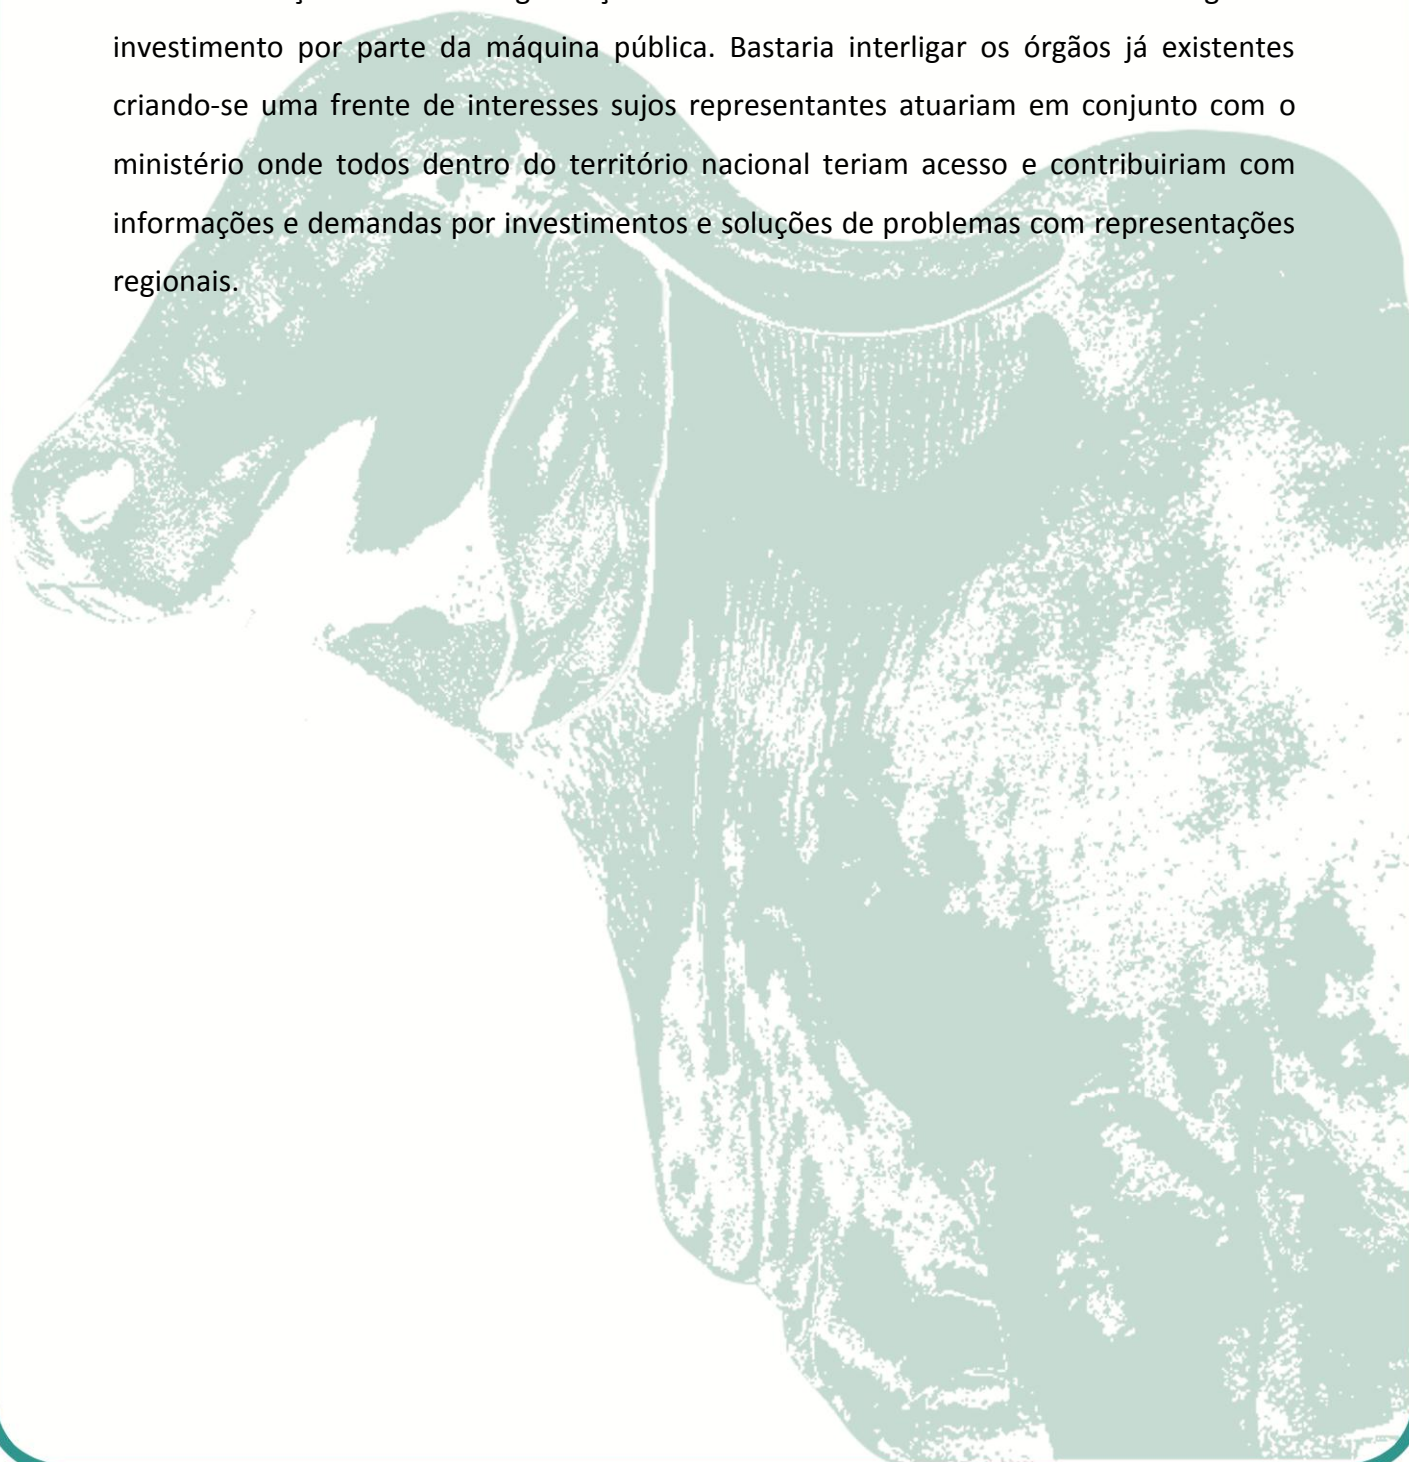 investimento por parte da máquina pública. Bastaria interligar os órgãos já existentes
criando-se uma frente de interesses sujos representantes atuariam em conjunto com o
ministério onde todos dentro do território nacional teriam acesso e contribuiriam com
informações e demandas por investimentos e soluções de problemas com representações
regionais.